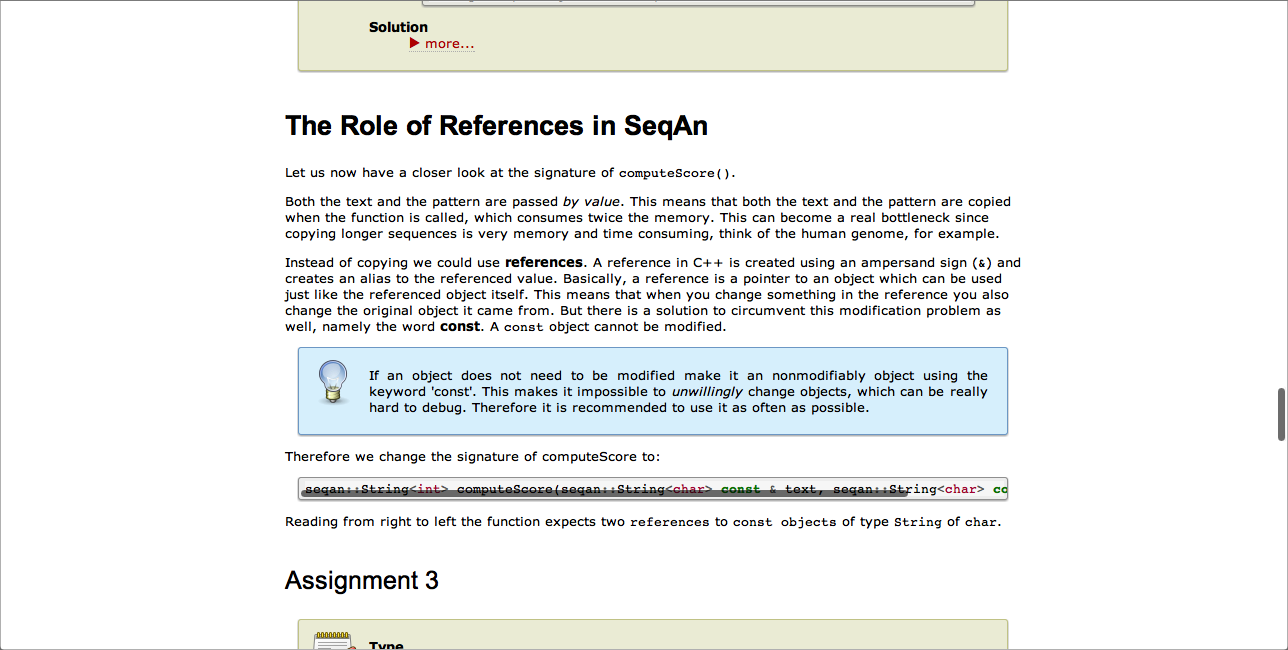 Solution
▶ more...
The Role of References in SeqAn
Let us now have a closer look at the signature of computeScore().
Both the text and the pattern are passed by value. This means that both the text and the pattern are copied
when the function is called, which consumes twice the memory. This can become a real bottleneck since
copying longer sequences is very memory and time consuming, think of the human genome, for example.
Instead of copying we could use references. A reference in C++ is created using an ampersand sign (&) and
creates an alias to the referenced value. Basically, a reference is a pointer to an object which can be used
just like the referenced object itself. This means that when you change something in the reference you also
change the original object it came from. But there is a solution to circumvent this modification problem as
well, namely the word const. A const object cannot be modified.
If an object does not need to be modified make it an nonmodifiably object using the
keyword 'const'. This makes it impossible to unwillingly change objects, which can be really
hard to debug. Therefore it is recommended to use it as often as possible.
Therefore we change the signature of computeScore to:
seqan::String<int> computeScore(seqan::String<char> const & text, seqan::String<char> co
Reading from right to left the function expects two references to const objects of type String of char.
Assignment 3
Type